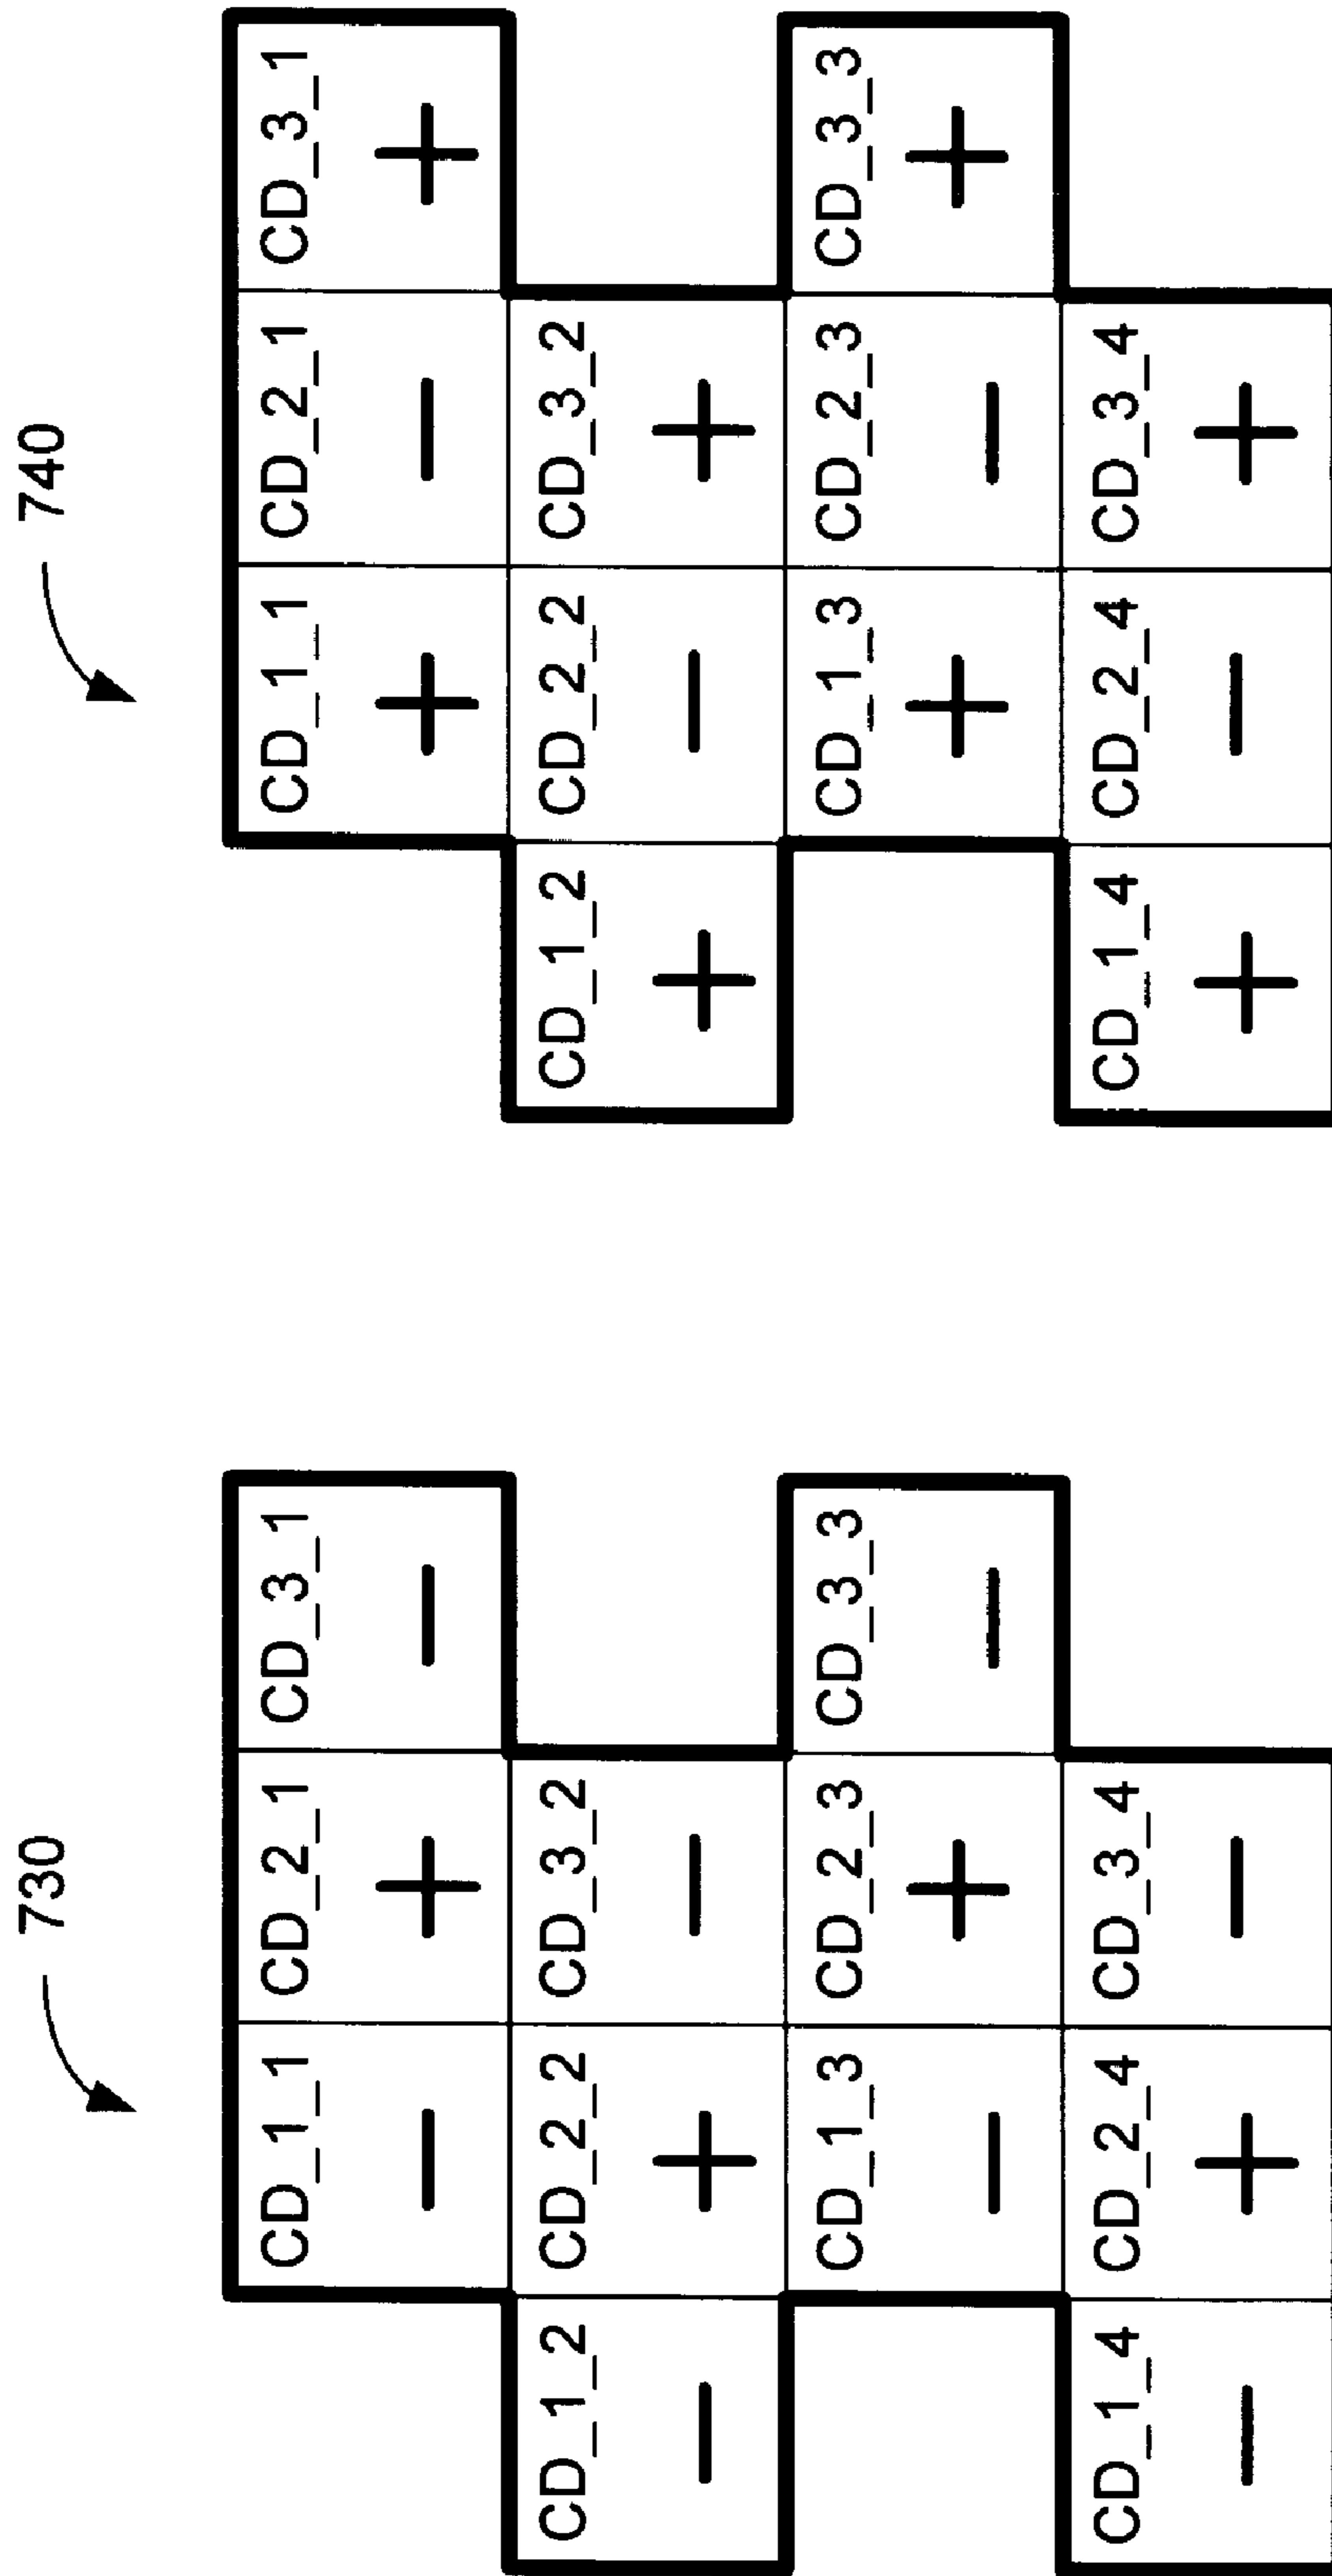 730
CD_1_1 CD_2_1 CD_3_1
− + −
CD_1_2 CD_2_2 CD_3_2
− + −
CD_1_3 CD_2_3 CD_3_3
− + −
CD_1_4 CD_2_4 CD_3_4
− + −
740
CD_1_1 CD_2_1 CD_3_1
+ − +
CD_1_2 CD_2_2 CD_3_2
+ − +
CD_1_3 CD_2_3 CD_3_3
+ − +
CD_1_4 CD_2_4 CD_3_4
+ − +